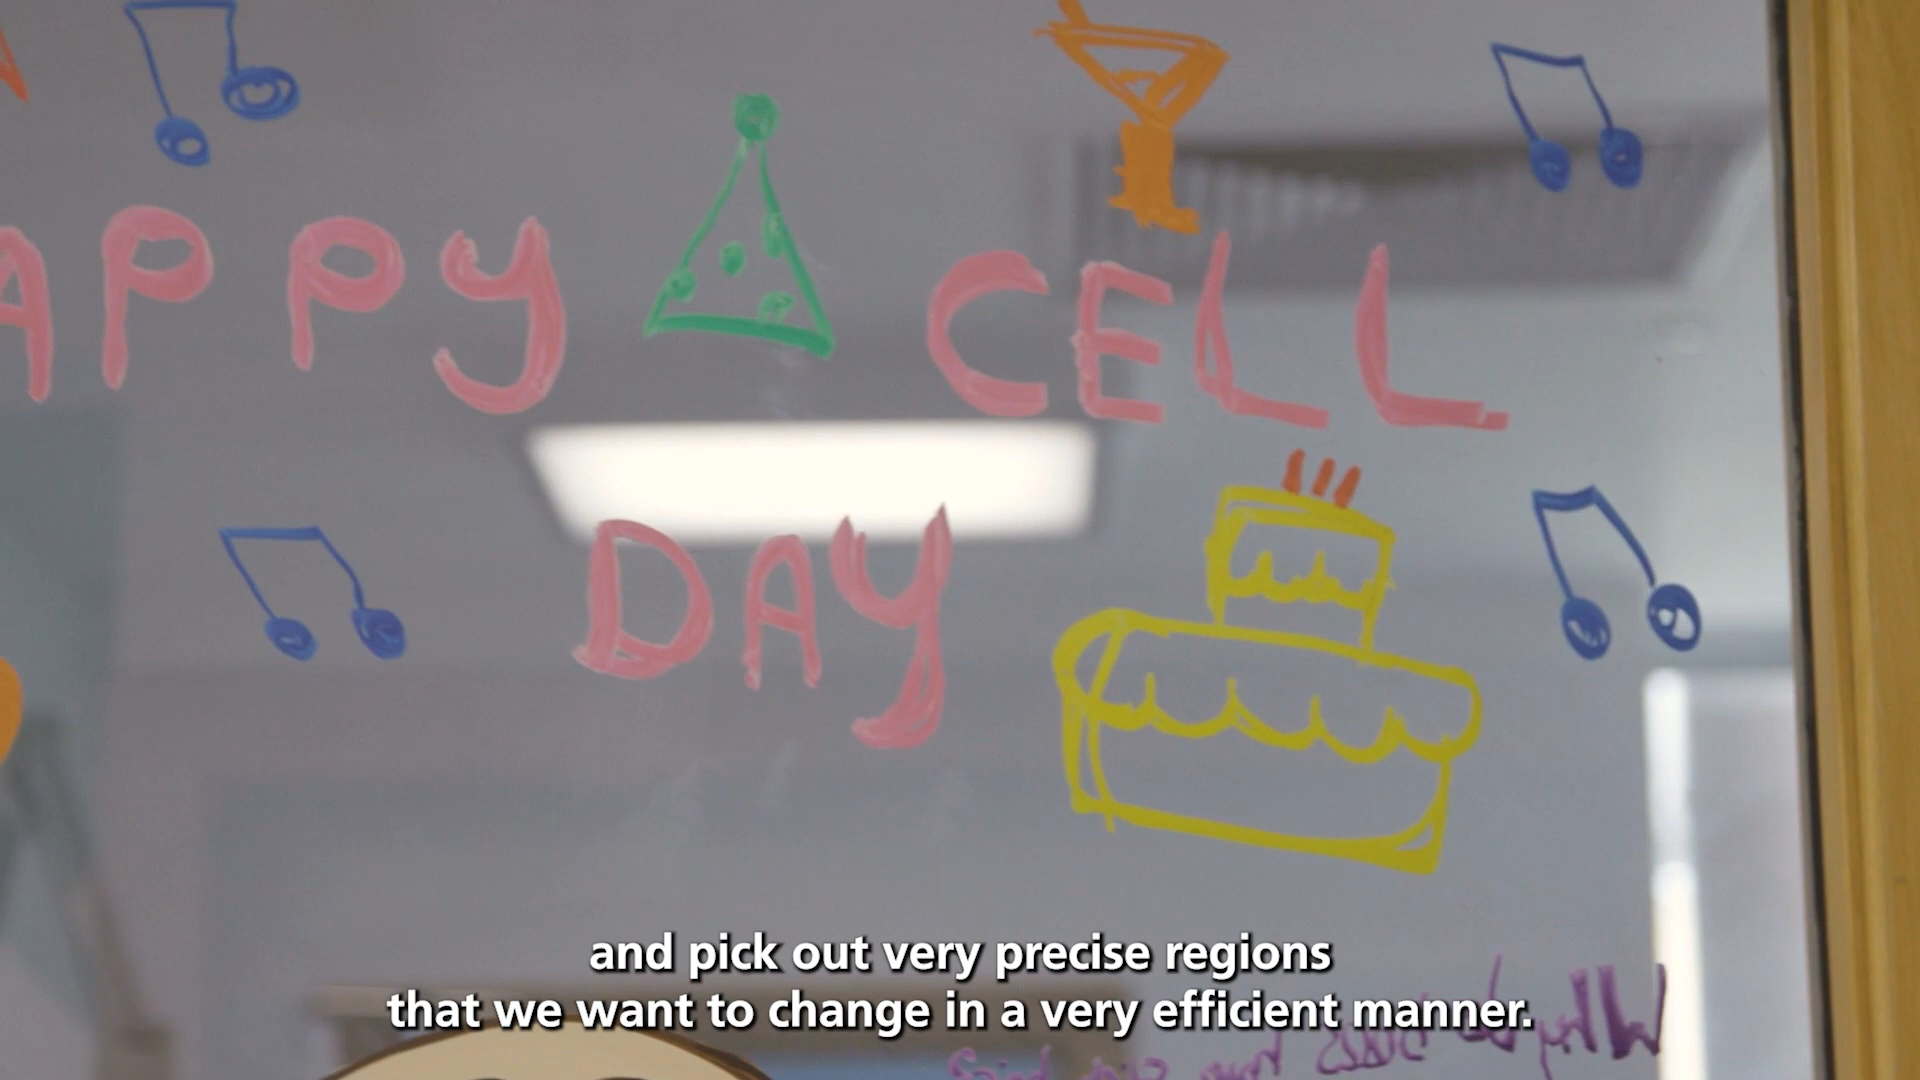 APPY CELL
DAY
and pick out very precise regions
that we want to change in a very efficient manner.